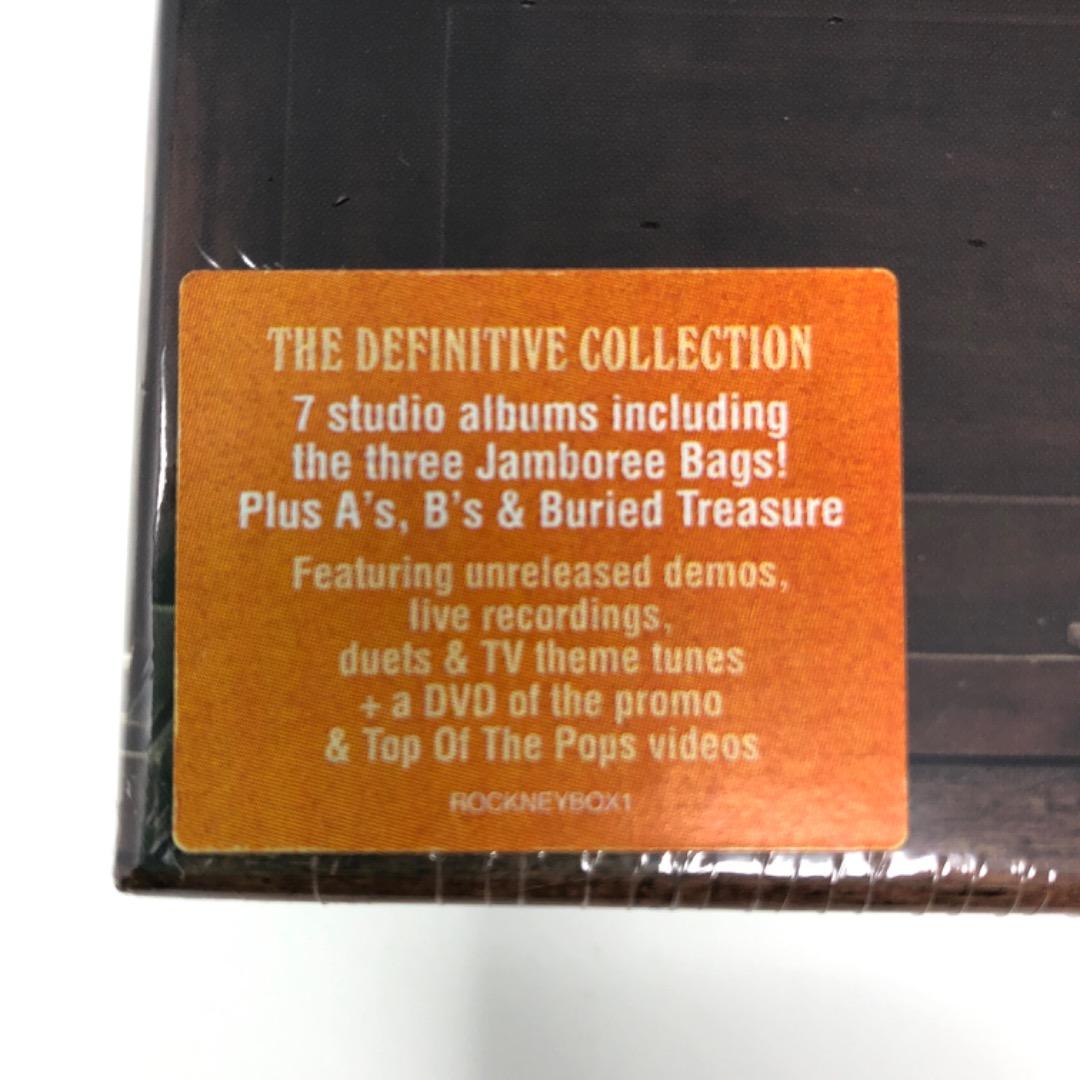 THE DEFINITIVE COLLECTION
7 studio albums including
the three Jamboree Bags!
Plus A's, B's & Buried Treasure
Featuring unreleased demos,
live recordings,
duets & TV theme tunes
+ a DVD of the promo
& Top Of The Pops videos
ROCKNEYBOX1